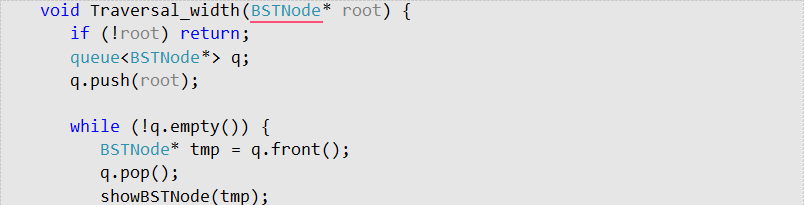 void Traversal_width(BSTNode* root) {
if (!root) return;
queue<BSTNode*> q;
q.push(root);
while (!q.empty()) {
BSTNode* tmp = q.front();
q.pop();
showBSTNode(tmp);